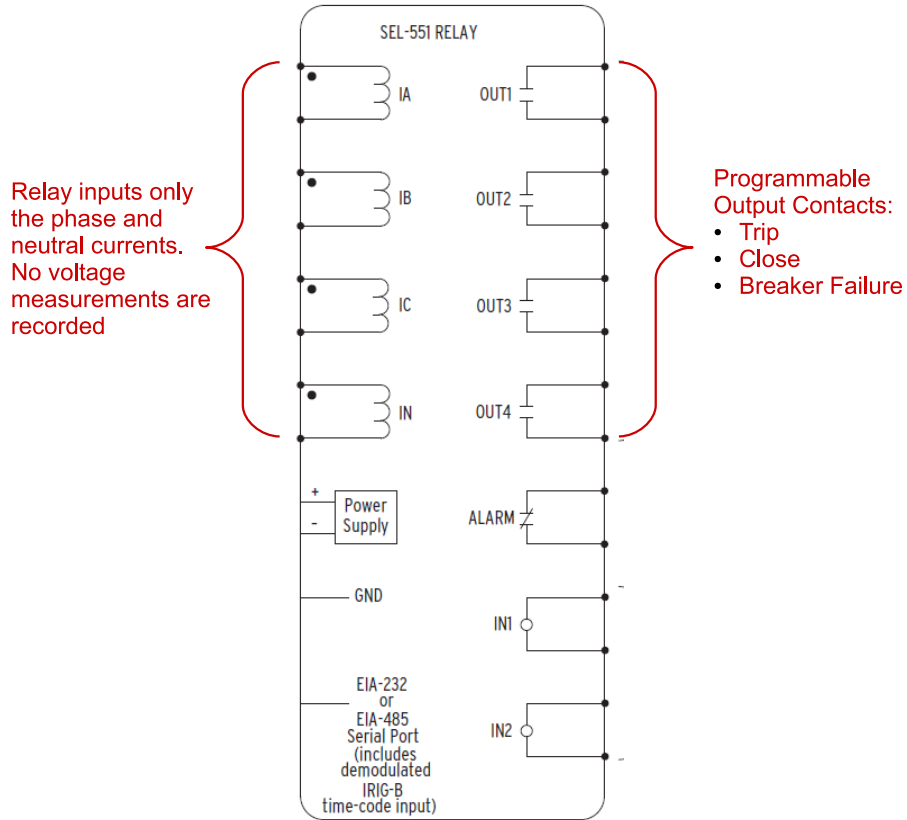 SEL-551 RELAY
IA
OUT1
IB
OUT2
IC
OUT3
IN
OUT4
Relay inputs only
the phase and
neutral currents.
No voltage
measurements are
recorded
Programmable
Output Contacts:
• Trip
• Close
• Breaker Failure
+
-
Power
Supply
ALARM
GND
IN1
EIA-232
or
EIA-485
Serial Port
(includes
demodulated
IRIG-B
time-code input)
IN2